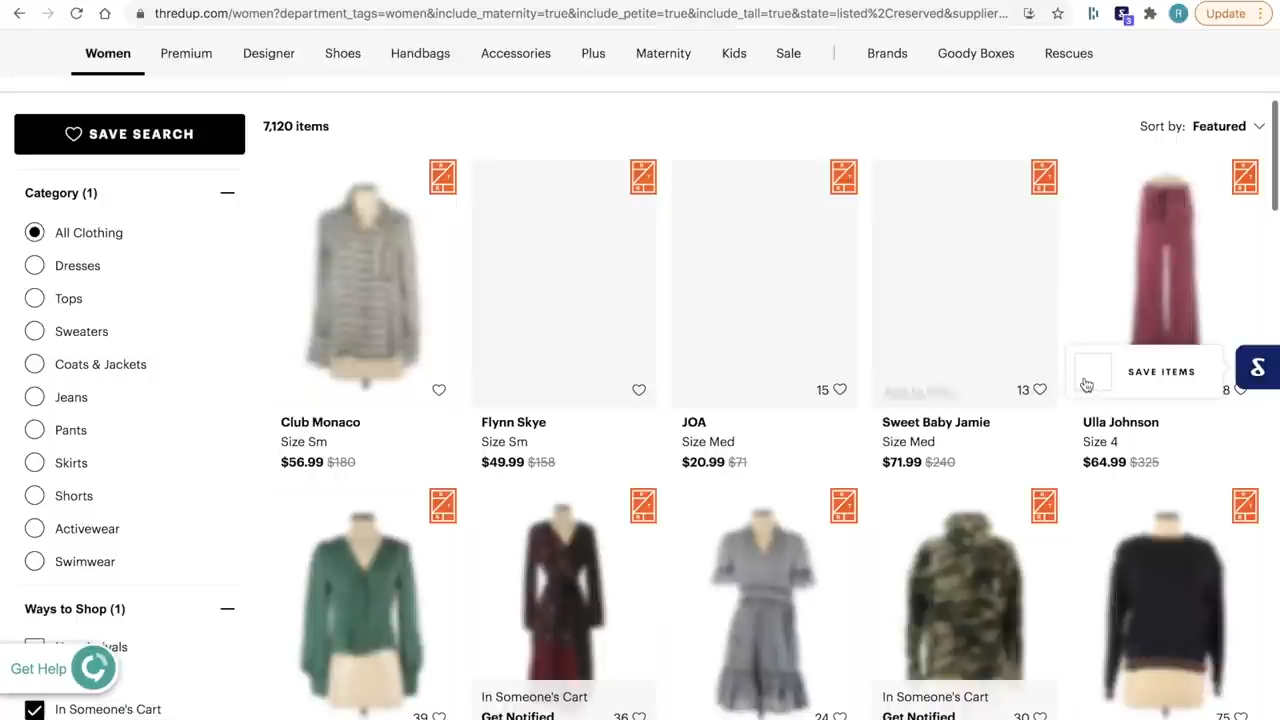 thredup.com/women?department_tags=women&include_maternity=true&include_petite=true&include_tall=true&state=listed%2Creserved&supplier...
3
A
Update
Women Premium Designer Shoes Handbags Accessories Plus Maternity Kids Sale | Brands Goody Boxes Rescues
SAVE SEARCH
7,120 items
Sort by: Featured
Category (1)
All Clothing
Dresses
Tops
Sweaters
Coats & Jackets
Jeans
Pants
Skirts
Shorts
Activewear
Swimwear
Ways to Shop (1)
In Someone's Cart
Get Help
Club Monaco
Size Sm
$56.99 $180
Flynn Skye
Size Sm
$49.99 $158
15
JOA
Size Med
$20.99 $71
13
Sweet Baby Jamie
Size Med
$71.99 $240
SAVE ITEMS
8
Ulla Johnson
Size 4
$64.99 $325
39
In Someone's Cart
Get Notified
36
24
In Someone's Cart
Get Notified
30
75